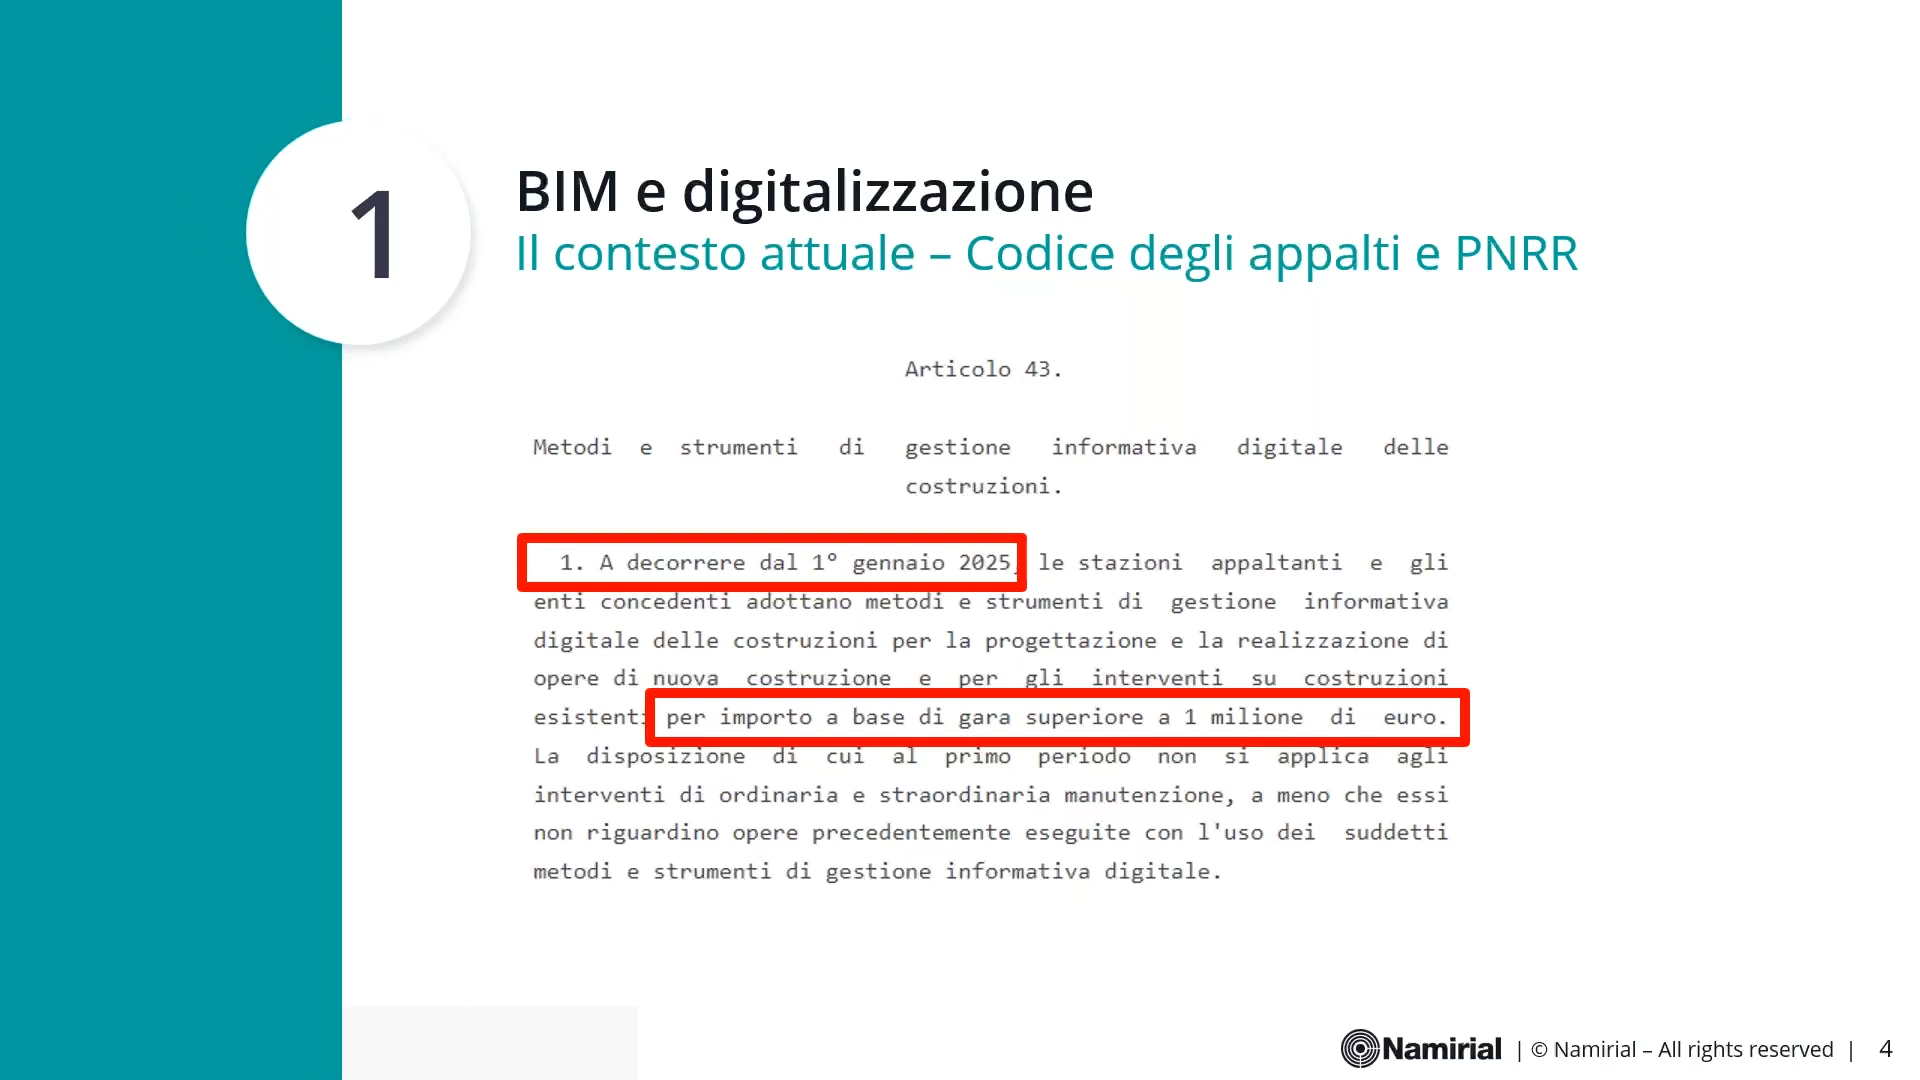 1
BIM e digitalizzazione
Il contesto attuale – Codice degli appalti e PNRR
Articolo 43.
Metodi e strumenti di gestione informativa digitale delle
costruzioni.
1. A decorrere dal 1° gennaio 2025, le stazioni appaltanti e gli
enti concedenti adottano metodi e strumenti di gestione informativa
digitale delle costruzioni per la progettazione e la realizzazione di
opere di nuova costruzione e per gli interventi su costruzioni
esistenti per importo a base di gara superiore a 1 milione di euro.
La disposizione di cui al primo periodo non si applica agli
interventi di ordinaria e straordinaria manutenzione, a meno che essi
non riguardino opere precedentemente eseguite con l'uso dei suddetti
metodi e strumenti di gestione informativa digitale.
Namirial | © Namirial – All rights reserved | 4